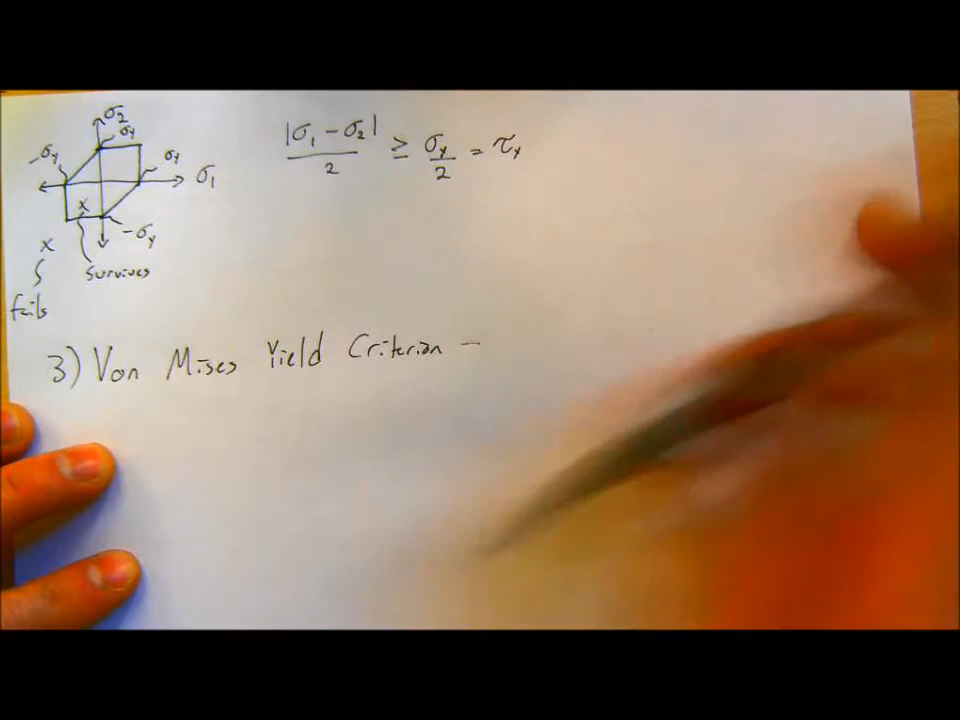 σ₂
σy
-σy
σy
σ₁
x
-σy
x
Survives
fails
|σ₁ - σ₂| / 2 ≥ σy / 2 = τy
3) Von Mises Yield Criterion -